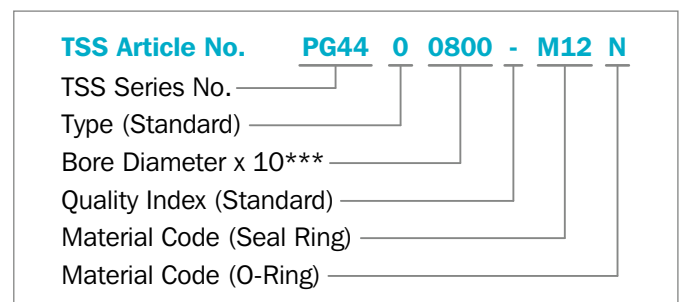 TSS Article No. PG44 0 0800 - M12 N
TSS Series No.
Type (Standard)
Bore Diameter x 10***
Quality Index (Standard)
Material Code (Seal Ring)
Material Code (O-Ring)